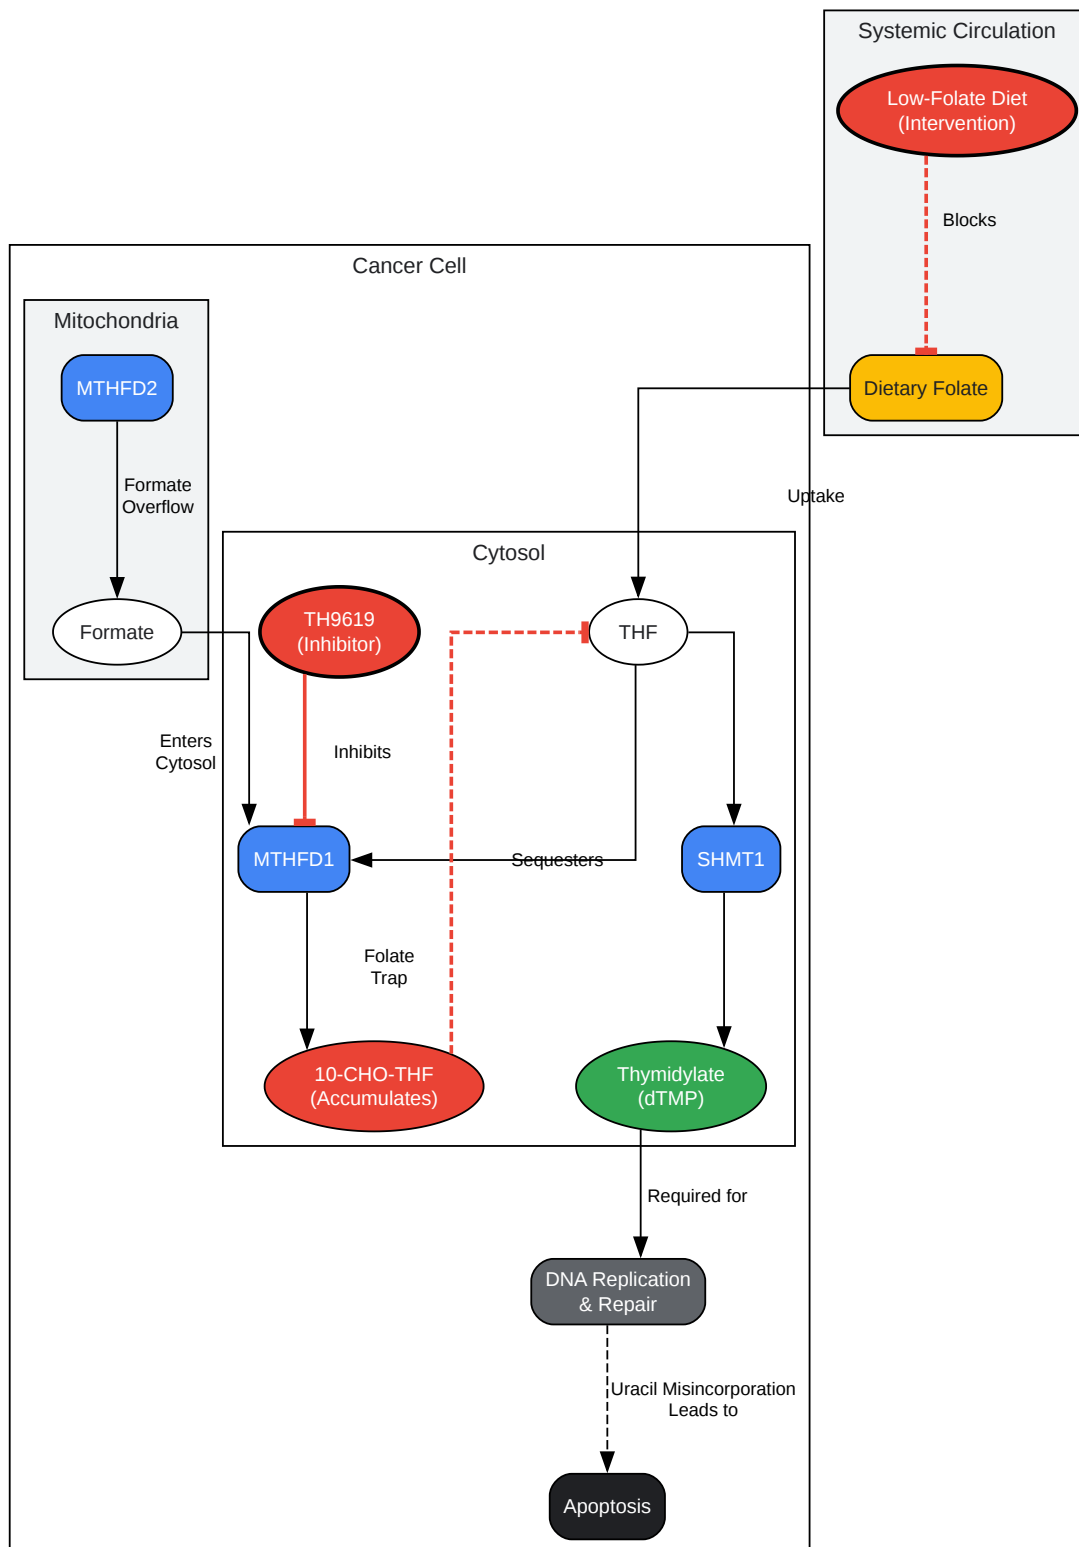 Systemic Circulation
Low-Folate Diet
(Intervention)
Blocks
Dietary Folate
Uptake
Cancer Cell
Mitochondria
MTHFD2
Formate
Overflow
Formate
Enters
Cytosol
Cytosol
TH9619
(Inhibitor)
Inhibits
THF
MTHFD1
Sequesters
SHMT1
Folate
Trap
10-CHO-THF
(Accumulates)
Thymidylate
(dTMP)
Required for
DNA Replication
& Repair
Uracil Misincorporation
Leads to
Apoptosis